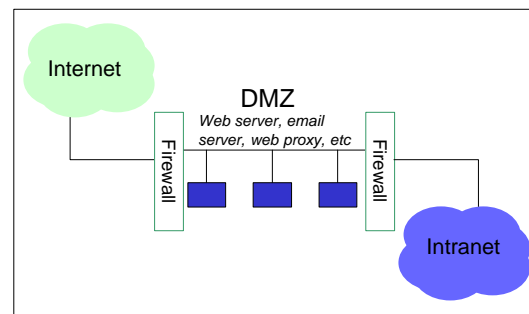 Internet
DMZ
Web server, email
server, web proxy, etc
Firewall
Firewall
Intranet